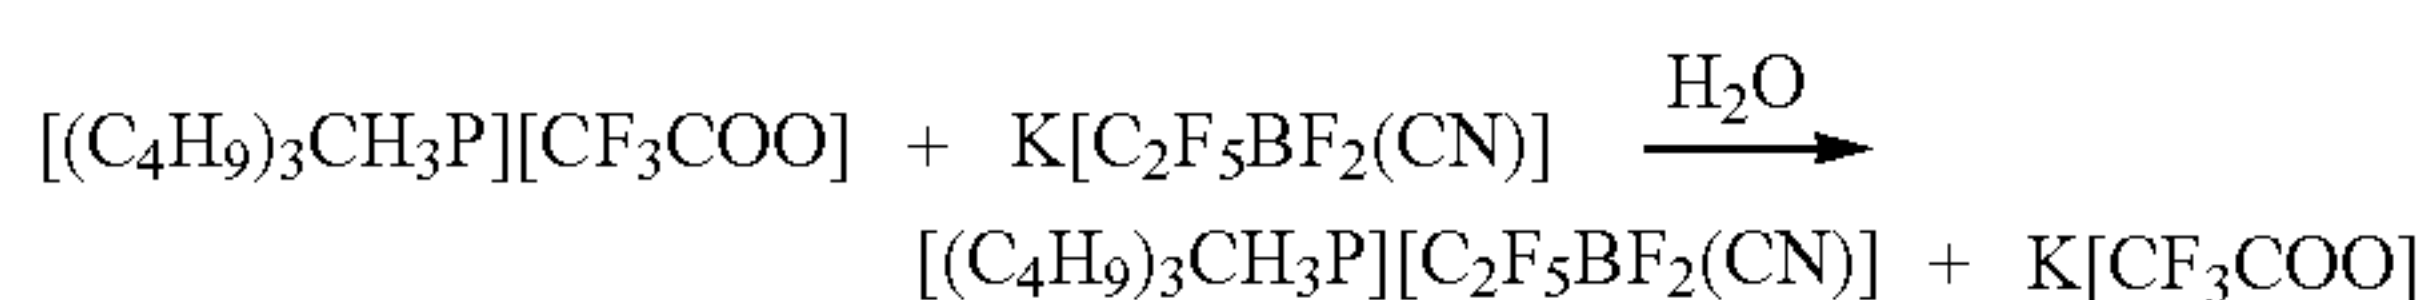 H₂O
[(C₄H₉)₃CH₃P][CF₃COO] + K[C₂F₅BF₂(CN)]
[(C₄H₉)₃CH₃P][C₂F₅BF₂(CN)] + K[CF₃COO]